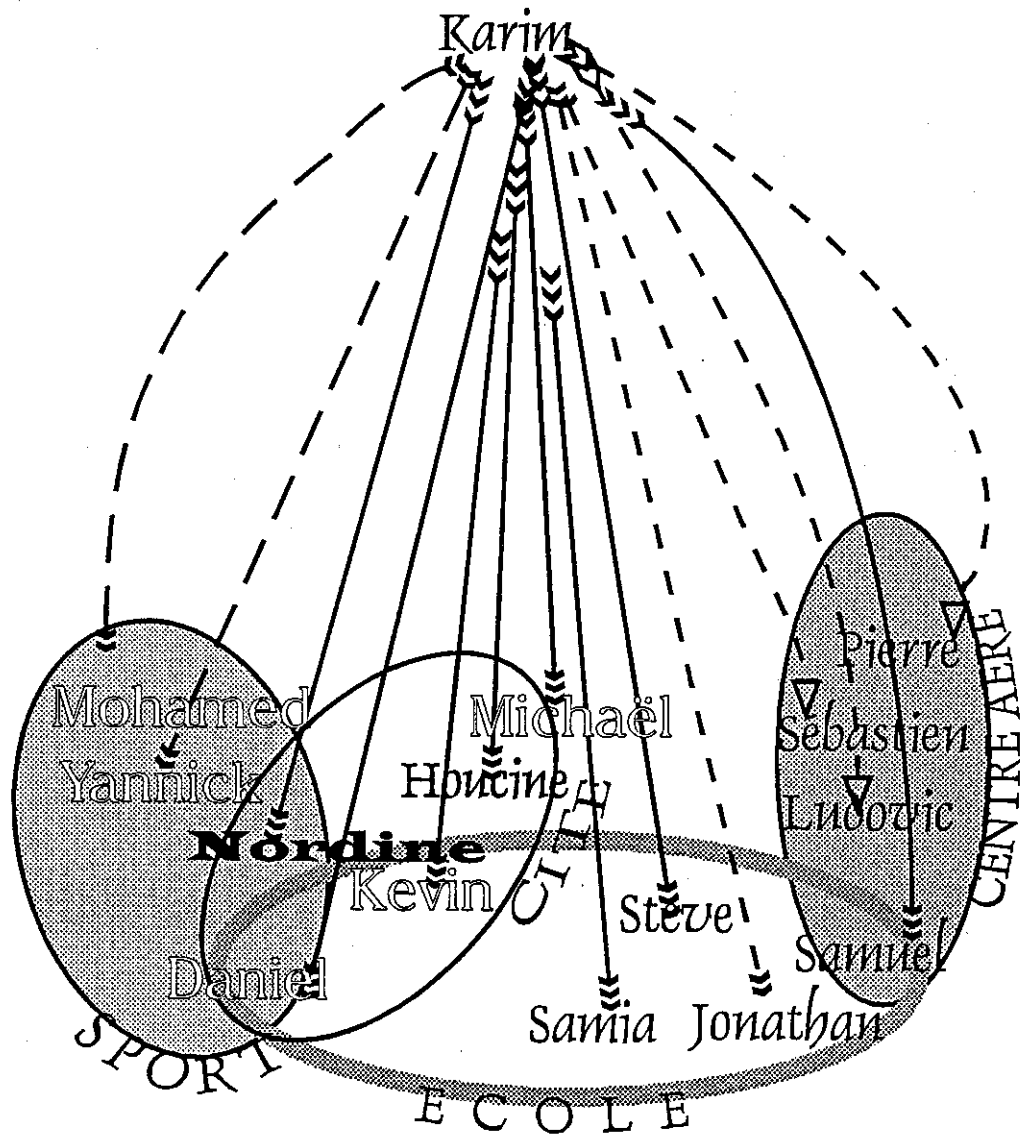 Karim
Pierre
Mohamed
Michaël
Sébastien
Yannick
Houcine
Ludovic
Nordine
Kevin
Steve
Samuel
Daniel
Samia
Jonathan
CITE
CENTRE AERE
SPORT
ECOLE